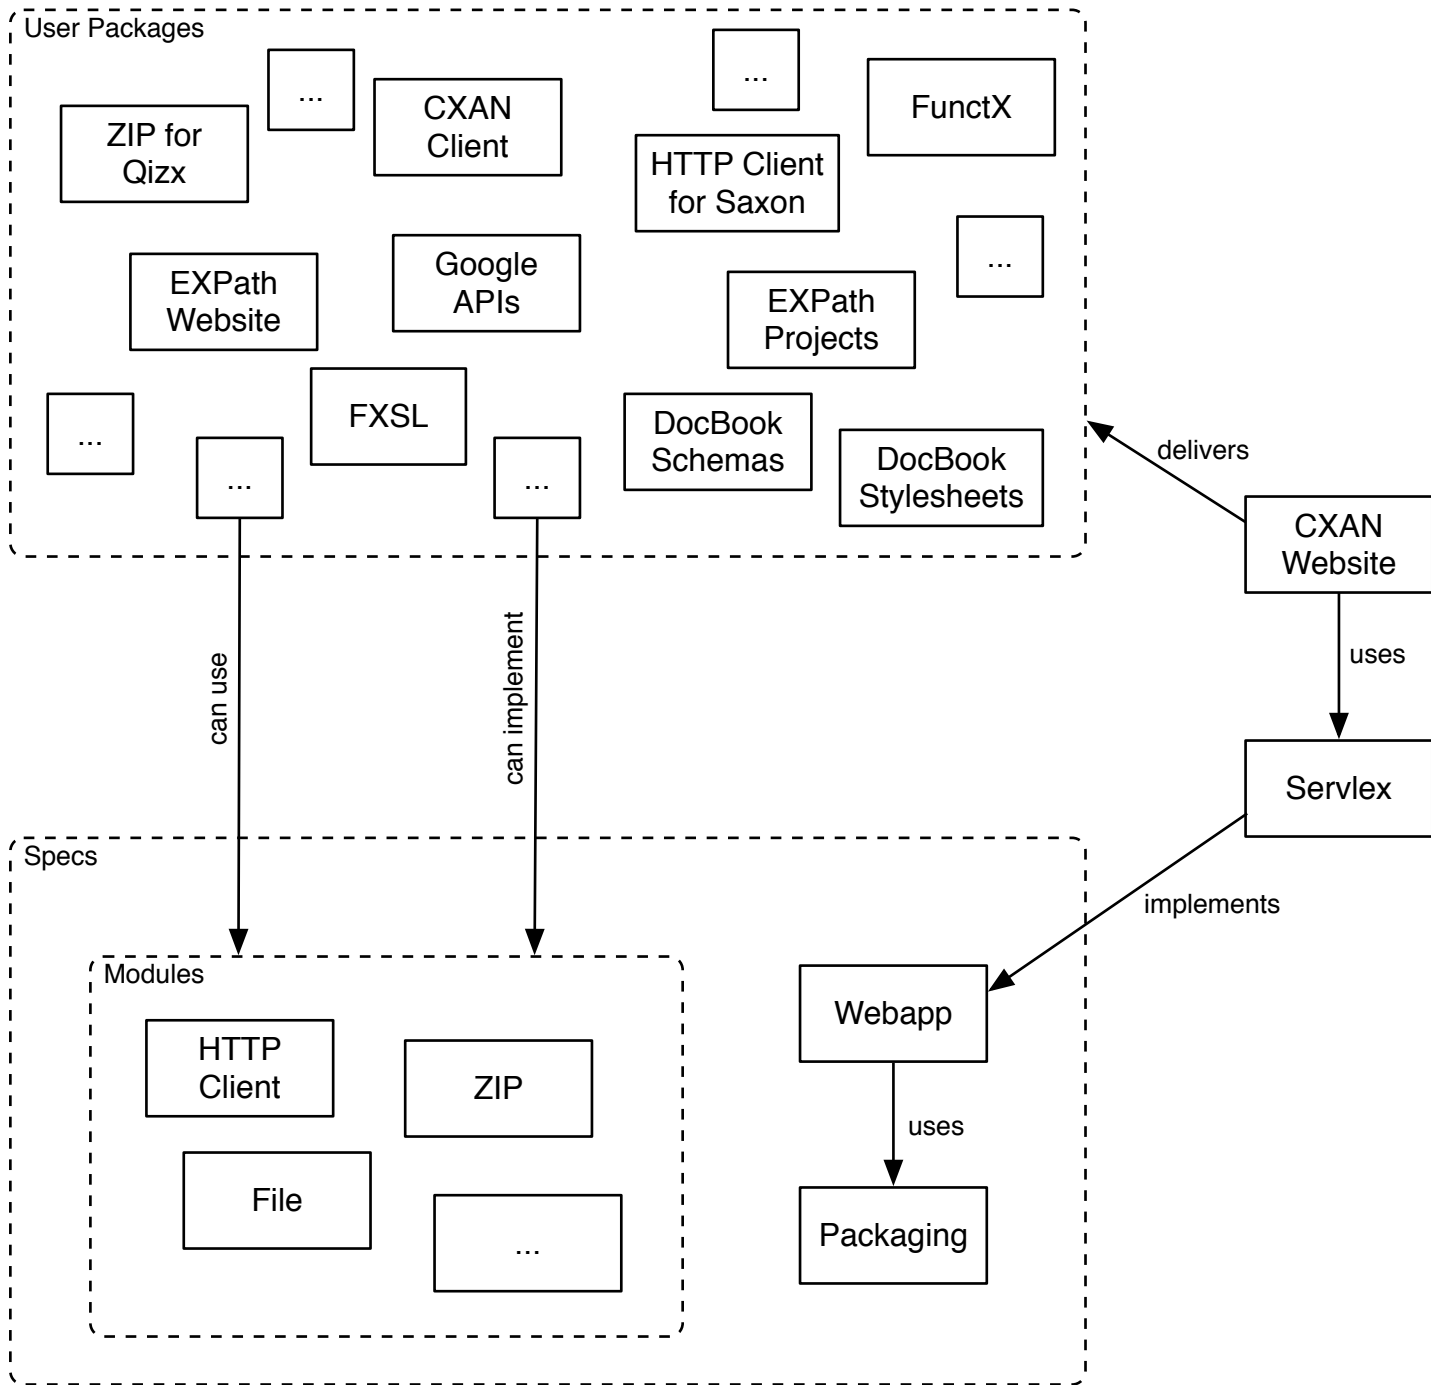 User Packages
...
...
CXAN
Client
FunctX
ZIP for
Qizx
HTTP Client
for Saxon
...
Google
APIs
EXPath
Website
EXPath
Projects
FXSL
...
DocBook
Schemas
...
...
DocBook
Stylesheets
delivers
CXAN
Website
can use
can implement
uses
Servlex
Specs
implements
Modules
Webapp
HTTP
Client
ZIP
uses
File
...
Packaging